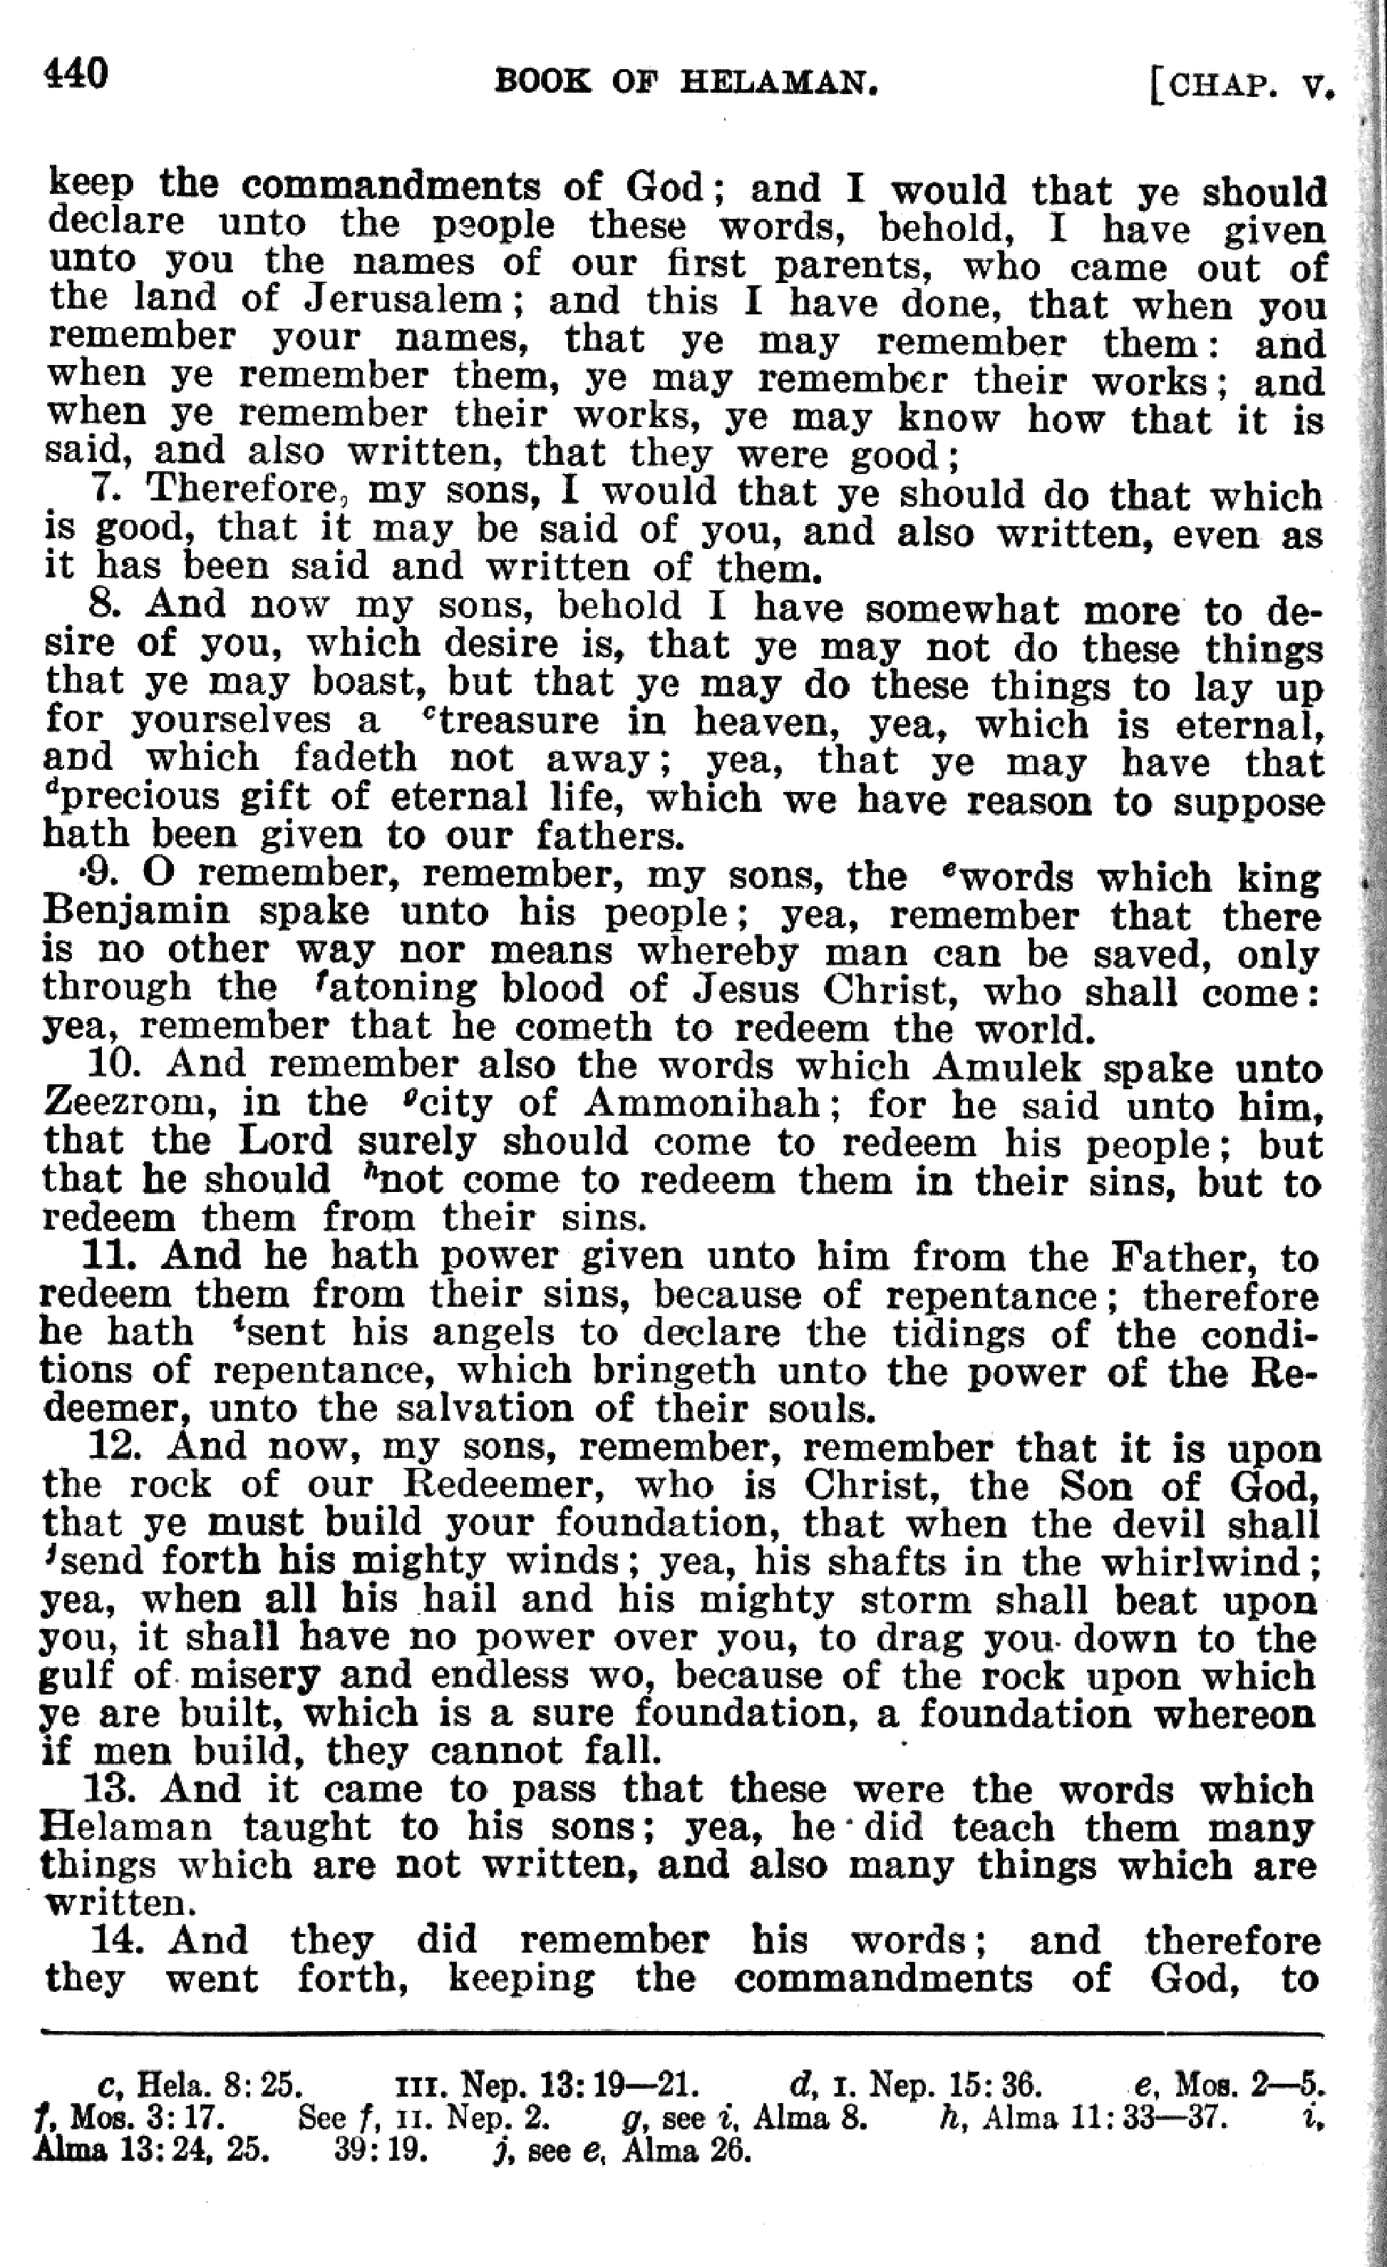 440 BOOK OF HELAMAN. [CHAP. V.
keep the commandments of God; and I would that ye should
declare unto the people these words, behold, I have given
unto you the names of our first parents, who came out of
the land of Jerusalem; and this I have done, that when you
remember your names, that ye may remember them: and
when ye remember them, ye may remember their works; and
when ye remember their works, ye may know how that it is
said, and also written, that they were good;
7. Therefore, my sons, I would that ye should do that which
is good, that it may be said of you, and also written, even as
it has been said and written of them.
8. And now my sons, behold I have somewhat more to de-
sire of you, which desire is, that ye may not do these things
that ye may boast, but that ye may do these things to lay up
for yourselves a ctreasure in heaven, yea, which is eternal,
and which fadeth not away; yea, that ye may have that
dprecious gift of eternal life, which we have reason to suppose
hath been given to our fathers.
9. O remember, remember, my sons, the ewords which king
Benjamin spake unto his people; yea, remember that there
is no other way nor means whereby man can be saved, only
through the fatoning blood of Jesus Christ, who shall come:
yea, remember that he cometh to redeem the world.
10. And remember also the words which Amulek spake unto
Zeezrom, in the gcity of Ammonihah; for he said unto him,
that the Lord surely should come to redeem his people; but
that he should hnot come to redeem them in their sins, but to
redeem them from their sins.
11. And he hath power given unto him from the Father, to
redeem them from their sins, because of repentance; therefore
he hath isent his angels to declare the tidings of the condi-
tions of repentance, which bringeth unto the power of the Re-
deemer, unto the salvation of their souls.
12. And now, my sons, remember, remember that it is upon
the rock of our Redeemer, who is Christ, the Son of God,
that ye must build your foundation, that when the devil shall
jsend forth his mighty winds; yea, his shafts in the whirlwind;
yea, when all his hail and his mighty storm shall beat upon
you, it shall have no power over you, to drag you down to the
gulf of misery and endless wo, because of the rock upon which
ye are built, which is a sure foundation, a foundation whereon
if men build, they cannot fall.
13. And it came to pass that these were the words which
Helaman taught to his sons; yea, he did teach them many
things which are not written, and also many things which are
written.
14. And they did remember his words; and therefore
they went forth, keeping the commandments of God, to
c, Hela. 8: 25. III. Nep. 13: 19—21. d, I. Nep. 15: 36. e, Mos. 2—5.
f, Mos. 3: 17. See f, II. Nep. 2. g, see i, Alma 8. h, Alma 11: 33—37. i,
Alma 13: 24, 25. 39: 19. j, see e, Alma 26.